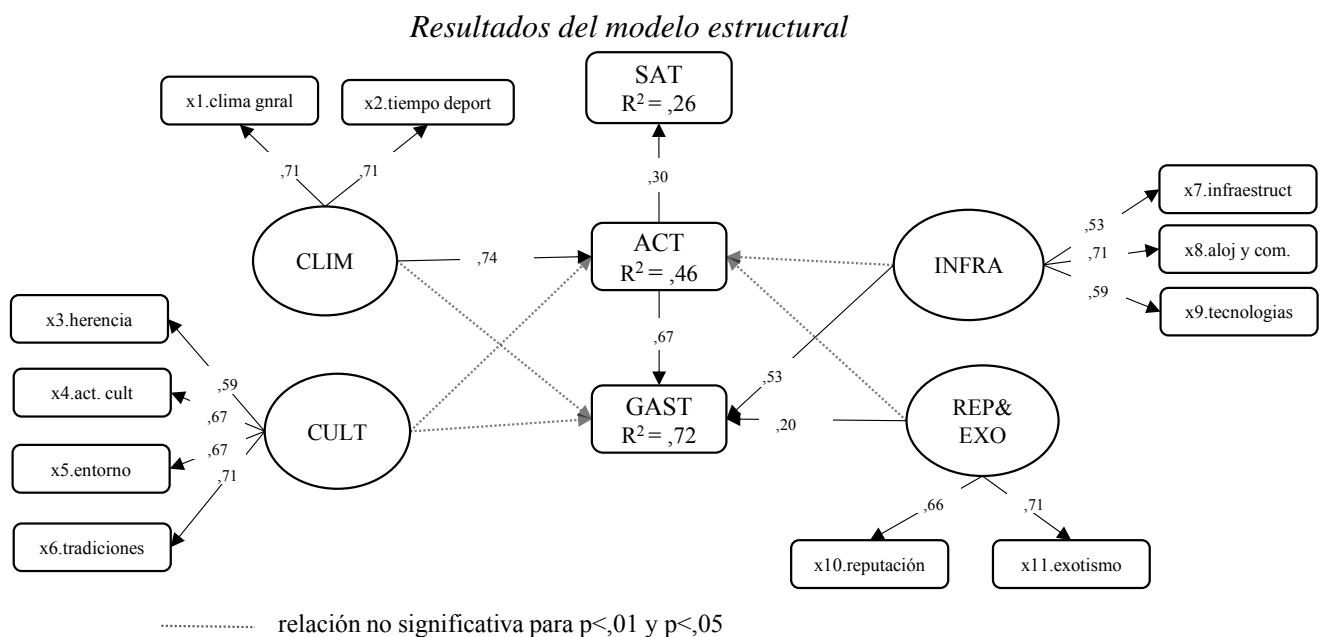 Resultados del modelo estructural
SAT
R² = ,26
x1.clima gnral
x2.tiempo deport
,71
,71
,30
x7.infraestruct
x8.aloj y com.
x9.tecnologias
,53
,71
,59
CLIM
,74
ACT
R² = ,46
INFRA
x3.herencia
x4.act. cult
x5.entorno
x6.tradiciones
,59
,67
,67
,71
CULT
,67
,53
GAST
R² = ,72
,20
REP&
EXO
,66
,71
x10.reputación
x11.exotismo
relación no significativa para p<,01 y p<,05